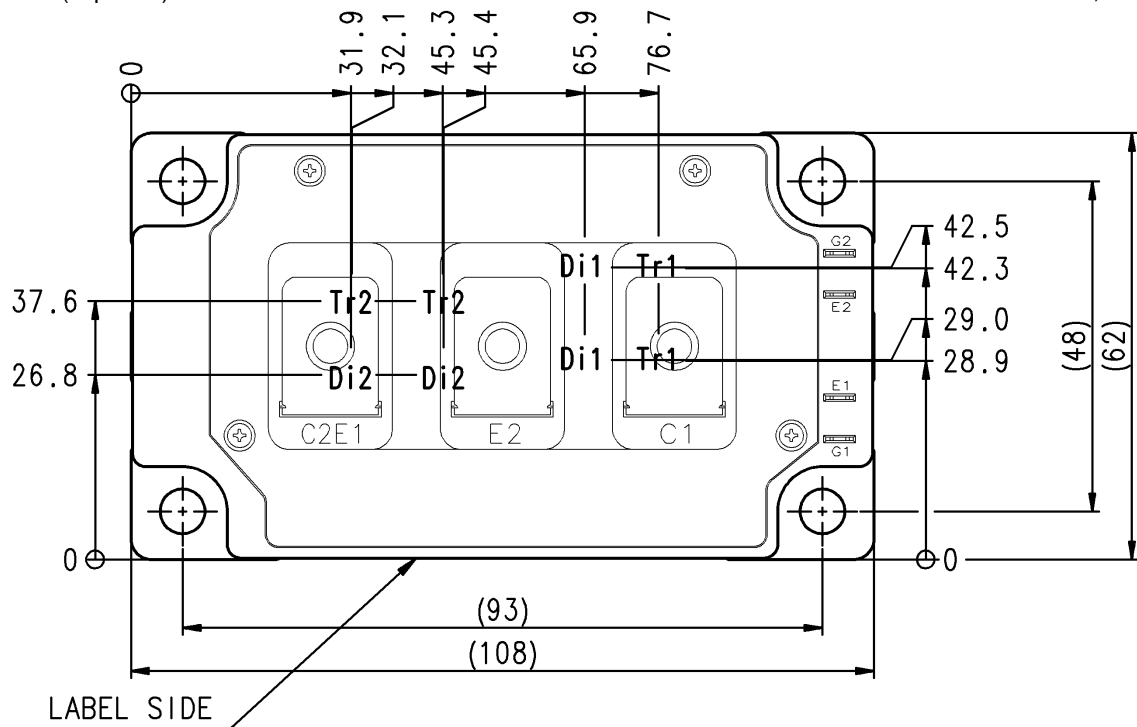 0
31.9
32.1
45.3
45.4
65.9
76.7
G2
42.5
Di1 Tr1
42.3
37.6
Tr2 Tr2
E2
29.0
(48)
(62)
Di1 Tr1
28.9
26.8
Di2 Di2
E1
C2E1 E2 C1
G1
0
0
(93)
(108)
LABEL SIDE